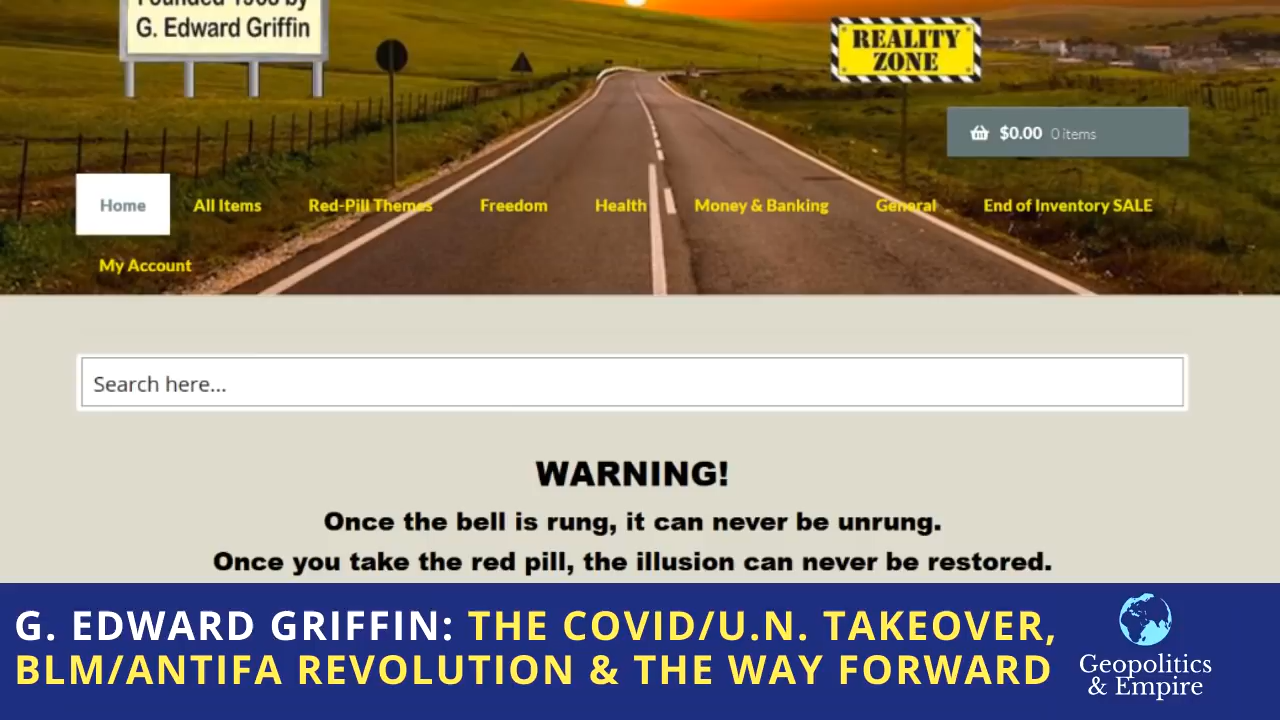 Founded 1968 by
G. Edward Griffin
REALITY
ZONE
$0.00 0 items
Home All Items Red-Pill Themes Freedom Health Money & Banking General End of Inventory SALE
My Account
Search here...
WARNING!
Once the bell is rung, it can never be unrung.
Once you take the red pill, the illusion can never be restored.
G. EDWARD GRIFFIN: THE COVID/U.N. TAKEOVER,
BLM/ANTIFA REVOLUTION & THE WAY FORWARD
Geopolitics
& Empire